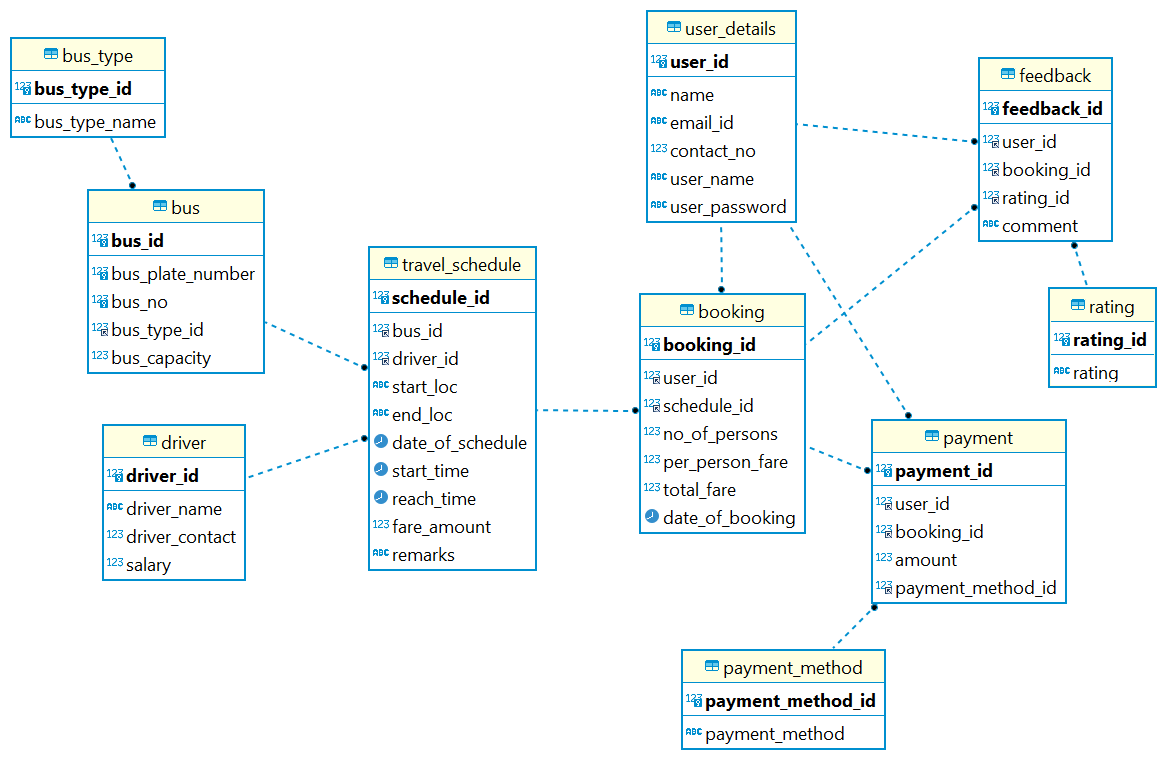 bus_type
bus_type_id
bus_type_name
bus
bus_id
bus_plate_number
bus_no
bus_type_id
bus_capacity
driver
driver_id
driver_name
driver_contact
salary
travel_schedule
schedule_id
bus_id
driver_id
start_loc
end_loc
date_of_schedule
start_time
reach_time
fare_amount
remarks
user_details
user_id
name
email_id
contact_no
user_name
user_password
booking
booking_id
user_id
schedule_id
no_of_persons
per_person_fare
total_fare
date_of_booking
feedback
feedback_id
user_id
booking_id
rating_id
comment
rating
rating_id
rating
payment
payment_id
user_id
booking_id
amount
payment_method_id
payment_method
payment_method_id
payment_method